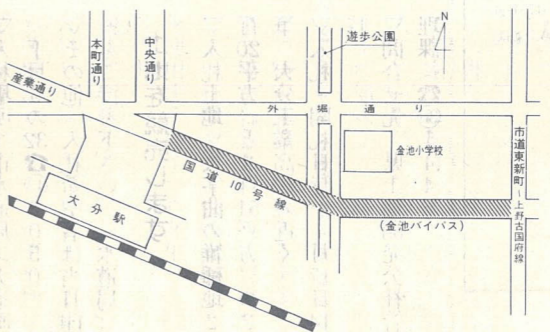 本町通り
中央通り
産業通り
遊歩公園
N
外堀通り
金池小学校
国道10号線
大分駅
(金池バイパス)
市道東新町~上野古国府線